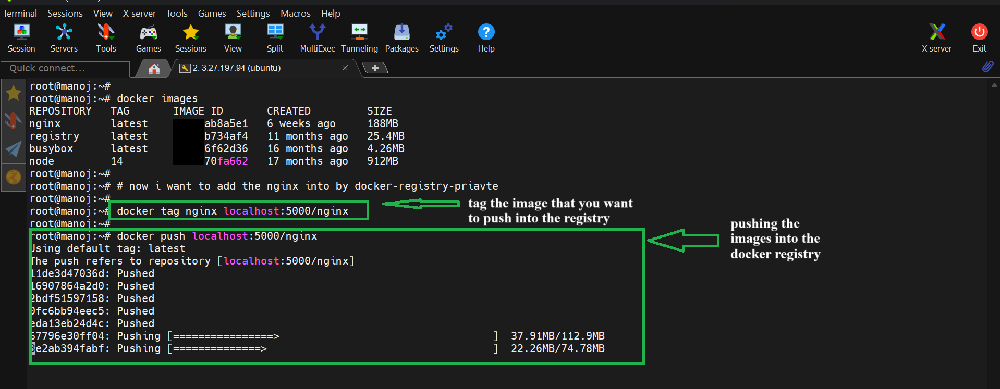 Terminal Sessions View X server Tools Games Settings Macros Help
Session Servers Tools Games Sessions View Split MultiExec Tunneling Packages Settings Help X server Exit
Quick connect... 2. 3.27.197.94 (ubuntu)
root@manoj:~#
root@manoj:~# docker images
REPOSITORY TAG IMAGE ID CREATED SIZE
nginx latest ab8a5e1 6 weeks ago 188MB
registry latest b734af4 11 months ago 25.4MB
busybox latest 6f62d36 16 months ago 4.26MB
node 14 70fa662 17 months ago 912MB
root@manoj:~#
root@manoj:~# # now i want to add the nginx into by docker-registry-priavte
root@manoj:~#
root@manoj:~# docker tag nginx localhost:5000/nginx
tag the image that you want
to push into the registry
root@manoj:~#
root@manoj:~# docker push localhost:5000/nginx
Using default tag: latest
The push refers to repository [localhost:5000/nginx]
11de3d47036d: Pushed
16907864a2d0: Pushed
2bdf51597158: Pushed
0fc6bb94eec5: Pushed
eda13eb24d4c: Pushed
67796e30ff04: Pushing [================> ] 37.91MB/112.9MB
8e2ab394fabf: Pushing [==============> ] 22.26MB/74.78MB
pushing the
images into the
docker registry